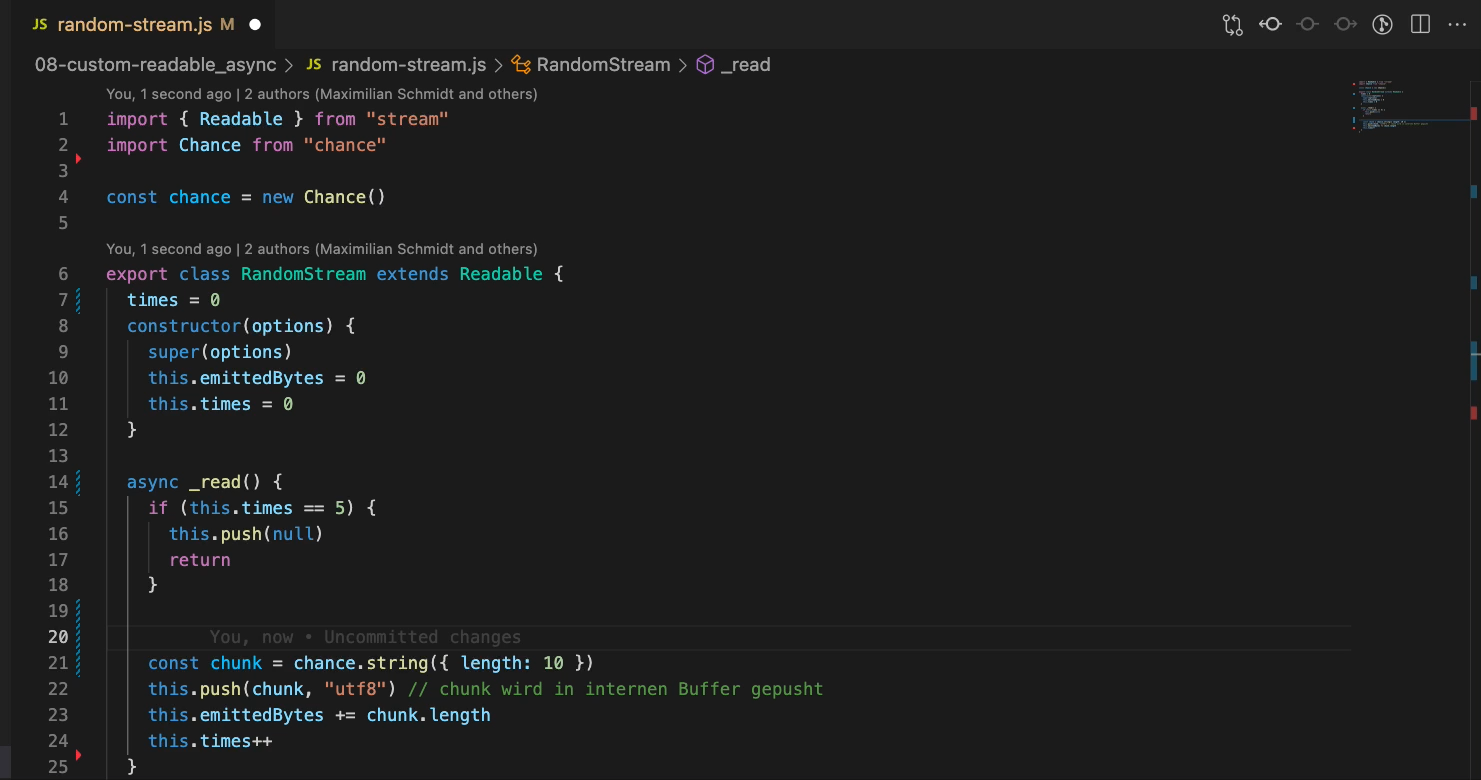 JS random-stream.js M
08-custom-readable_async > JS random-stream.js > RandomStream > _read
You, 1 second ago | 2 authors (Maximilian Schmidt and others)
1 import { Readable } from "stream"
2 import Chance from "chance"
3
4 const chance = new Chance()
5
You, 1 second ago | 2 authors (Maximilian Schmidt and others)
6 export class RandomStream extends Readable {
7 times = 0
8 constructor(options) {
9 super(options)
10 this.emittedBytes = 0
11 this.times = 0
12 }
13
14 async _read() {
15 if (this.times == 5) {
16 this.push(null)
17 return
18 }
19
20 You, now • Uncommitted changes
21 const chunk = chance.string({ length: 10 })
22 this.push(chunk, "utf8") // chunk wird in internen Buffer gepusht
23 this.emittedBytes += chunk.length
24 this.times++
25 }